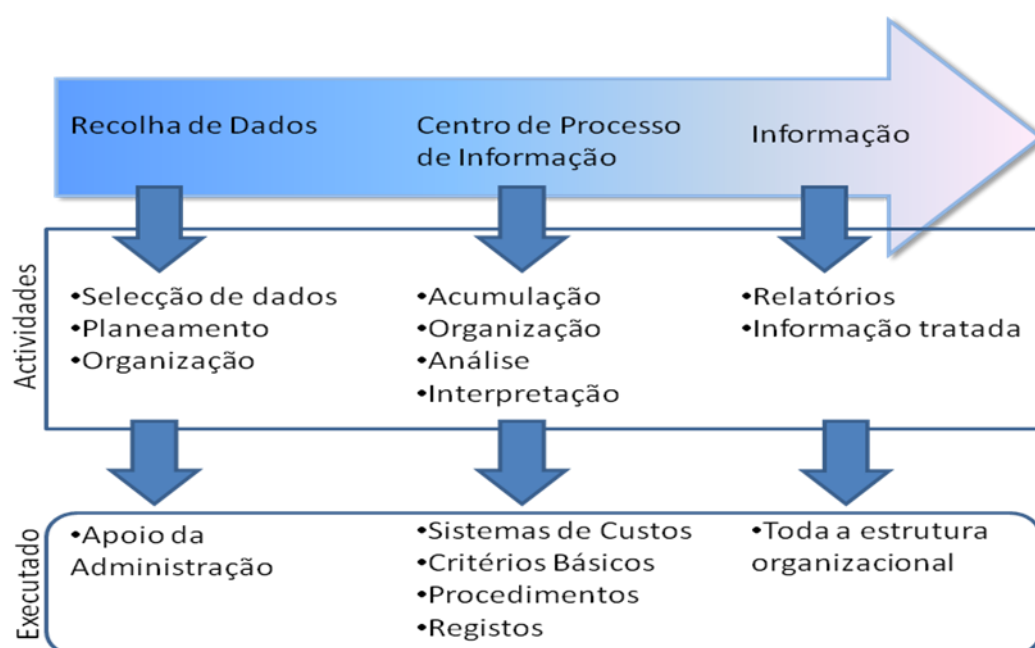 Recolha de Dados
Centro de Processo
de Informação
Informação
Actividades
•Selecção de dados
•Planeamento
•Organização
•Acumulação
•Organização
•Análise
•Interpretação
•Relatórios
•Informação tratada
Executado
•Apoio da
Administração
•Sistemas de Custos
•Critérios Básicos
•Procedimentos
•Registos
•Toda a estrutura
organizacional